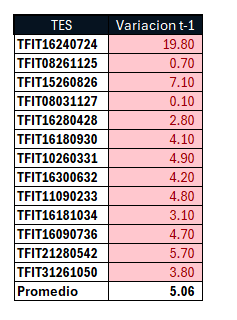 TES Variacion t-1
TFIT16240724 19.80
TFIT08261125 0.70
TFIT15260826 7.10
TFIT08031127 0.10
TFIT16280428 2.80
TFIT16180930 4.10
TFIT10260331 4.90
TFIT16300632 4.20
TFIT11090233 4.80
TFIT16181034 3.10
TFIT16090736 4.70
TFIT21280542 5.70
TFIT31261050 3.80
Promedio 5.06